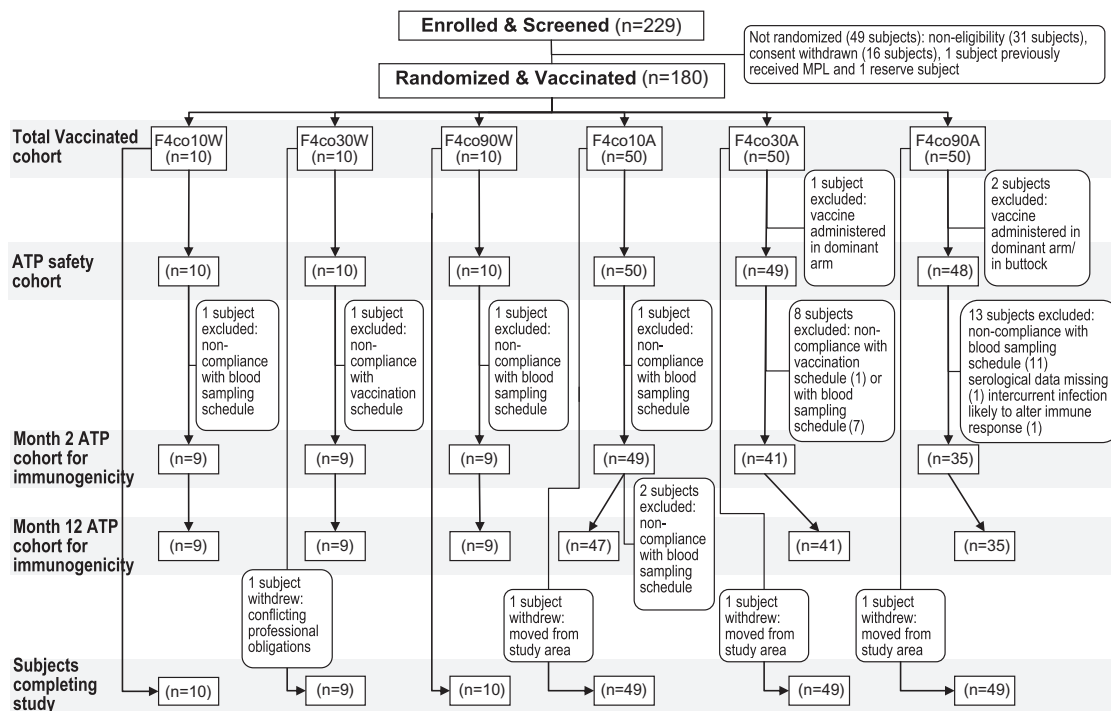 Enrolled & Screened (n=229)
Not randomized (49 subjects): non-eligibility (31 subjects),
consent withdrawn (16 subjects), 1 subject previously
received MPL and 1 reserve subject
Randomized & Vaccinated (n=180)
Total Vaccinated
cohort
F4co10W
(n=10)
F4co30W
(n=10)
F4co90W
(n=10)
F4co10A
(n=50)
F4co30A
(n=50)
F4co90A
(n=50)
1 subject
excluded:
vaccine
administered
in dominant
arm
2 subjects
excluded:
vaccine
administered in
dominant arm/
in buttock
ATP safety
cohort
(n=10)
(n=10)
(n=10)
(n=50)
(n=49)
(n=48)
1 subject
excluded:
non-
compliance
with blood
sampling
schedule
1 subject
excluded:
non-
compliance
with
vaccination
schedule
1 subject
excluded:
non-
compliance
with blood
sampling
schedule
1 subject
excluded:
non-
compliance
with blood
sampling
schedule
8 subjects
excluded: non-
compliance with
vaccination
schedule (1) or
with blood
sampling
schedule (7)
13 subjects excluded:
non-compliance with
blood sampling
schedule (11)
serological data missing
(1) intercurrent infection
likely to alter immune
response (1)
Month 2 ATP
cohort for
immunogenicity
(n=9)
(n=9)
(n=9)
(n=49)
(n=41)
(n=35)
2 subjects
excluded:
non-
compliance
with blood
sampling
schedule
Month 12 ATP
cohort for
immunogenicity
(n=9)
(n=9)
(n=9)
(n=47)
(n=41)
(n=35)
1 subject
withdrew:
conflicting
professional
obligations
1 subject
withdrew:
moved from
study area
1 subject
withdrew:
moved from
study area
1 subject
withdrew:
moved from
study area
Subjects
completing
study
(n=10)
(n=9)
(n=10)
(n=49)
(n=49)
(n=49)